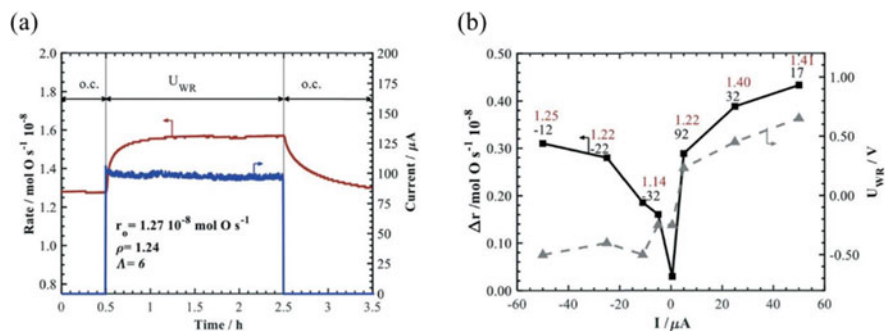 (a)
2.0
1.8
1.6
1.4
1.2
1.0
0.8
Rate / mol O s⁻¹ 10⁻⁸
o.c.
U_WR
o.c.
r_o = 1.27 10⁻⁸ mol O s⁻¹
ρ= 1.24
Λ= 6
200
175
150
125
100
75
50
25
0
Current / μA
0.0 0.5 1.0 1.5 2.0 2.5 3.0 3.5
Time / h
(b)
0.50
0.40
0.30
0.20
0.10
0.00
Δr /mol O s⁻¹ 10⁻⁸
1.25
-12
1.22
-22
1.14
-32
1.22
92
1.40
32
1.41
17
1.00
0.50
0.00
-0.50
U_WR / V
-60 -40 -20 0 20 40 60
I / μA